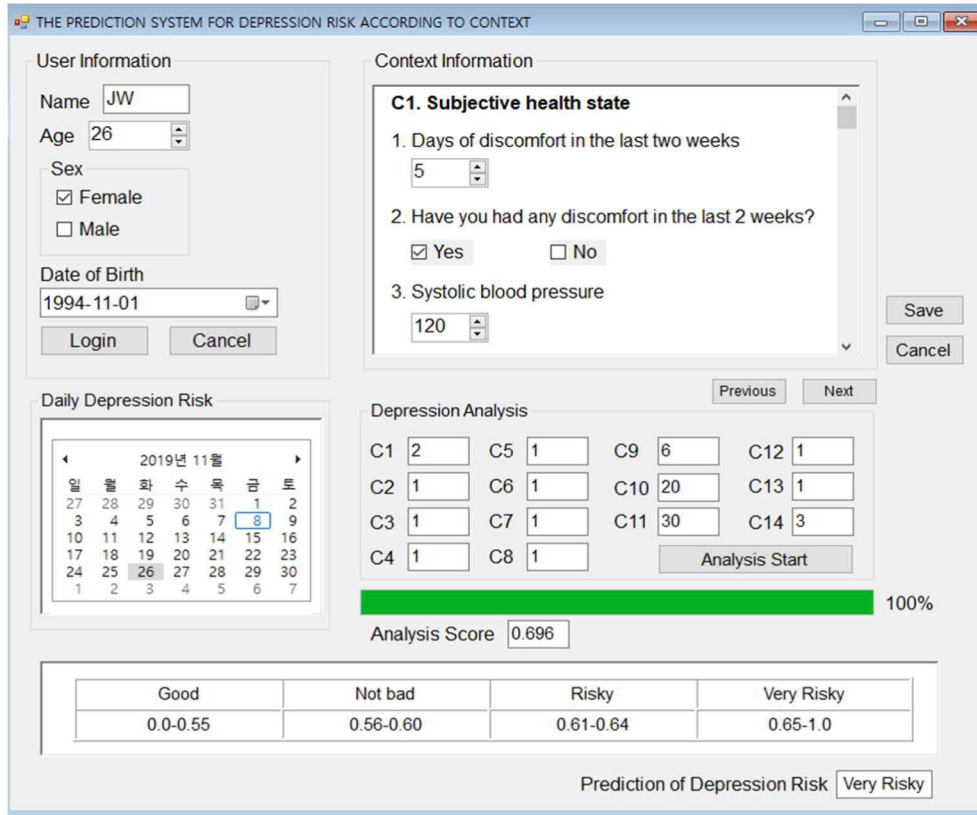 THE PREDICTION SYSTEM FOR DEPRESSION RISK ACCORDING TO CONTEXT
User Information
Name JW
Age 26
Sex
Female
Male
Date of Birth
1994-11-01
Login Cancel
Context Information
C1. Subjective health state
1. Days of discomfort in the last two weeks
5
2. Have you had any discomfort in the last 2 weeks?
Yes No
3. Systolic blood pressure
120
Save
Cancel
Previous Next
Daily Depression Risk
2019년 11월
일 월 화 수 목 금 토
27 28 29 30 31 1 2
3 4 5 6 7 8 9
10 11 12 13 14 15 16
17 18 19 20 21 22 23
24 25 26 27 28 29 30
1 2 3 4 5 6 7
Depression Analysis
C1 2 C5 1 C9 6 C12 1
C2 1 C6 1 C10 20 C13 1
C3 1 C7 1 C11 30 C14 3
C4 1 C8 1 Analysis Start
100%
Analysis Score 0.696
Good Not bad Risky Very Risky
0.0-0.55 0.56-0.60 0.61-0.64 0.65-1.0
Prediction of Depression Risk Very Risky